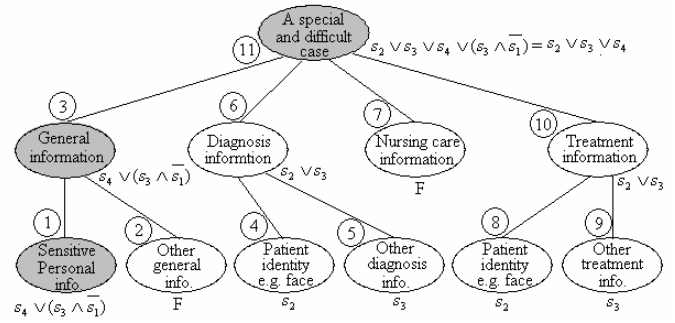 A special
and difficult
case
11
s₂ ∨ s₃ ∨ s₄ ∨ (s₃ ∧ s̅₁) = s₂ ∨ s₃ ∨ s₄
3
6
7
10
General
information
Diagnosis
informtion
Nursing care
information
Treatment
information
s₄ ∨ (s₃ ∧ s̅₁)
s₂ ∨ s₃
F
s₂ ∨ s₃
1
2
4
5
8
9
Sensitive
Personal
info.
Other
general
info.
Patient
identity
e.g. face
Other
diagnosis
info.
Patient
identity
e.g. face
Other
treatment
info.
s₄ ∨ (s₃ ∧ s̅₁)
F
s₂
s₃
s₂
s₃